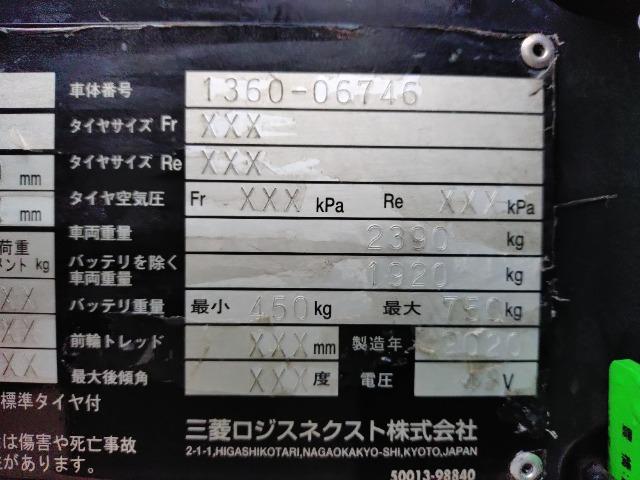 車体番号 1360-06746
タイヤサイズ Fr XXX
タイヤサイズ Re XXX
mm タイヤ空気圧 Fr XXX kPa Re XXX kPa
mm 車両重量 2390 kg
荷重
kg バッテリを除く
車両重量 1920 kg
XX バッテリ重量 最小 450 kg 最大 750 kg
XX 前輪トレッド XXX mm 製造年 2020
XX 最大後傾角 XXX 度 電圧 V
標準タイヤ付
は傷害や死亡事故
があります。
三菱ロジスネクスト株式会社
2-1-1,HIGASHIKOTARI,NAGAOKAKYO-SHI,KYOTO,JAPAN
50013-98840